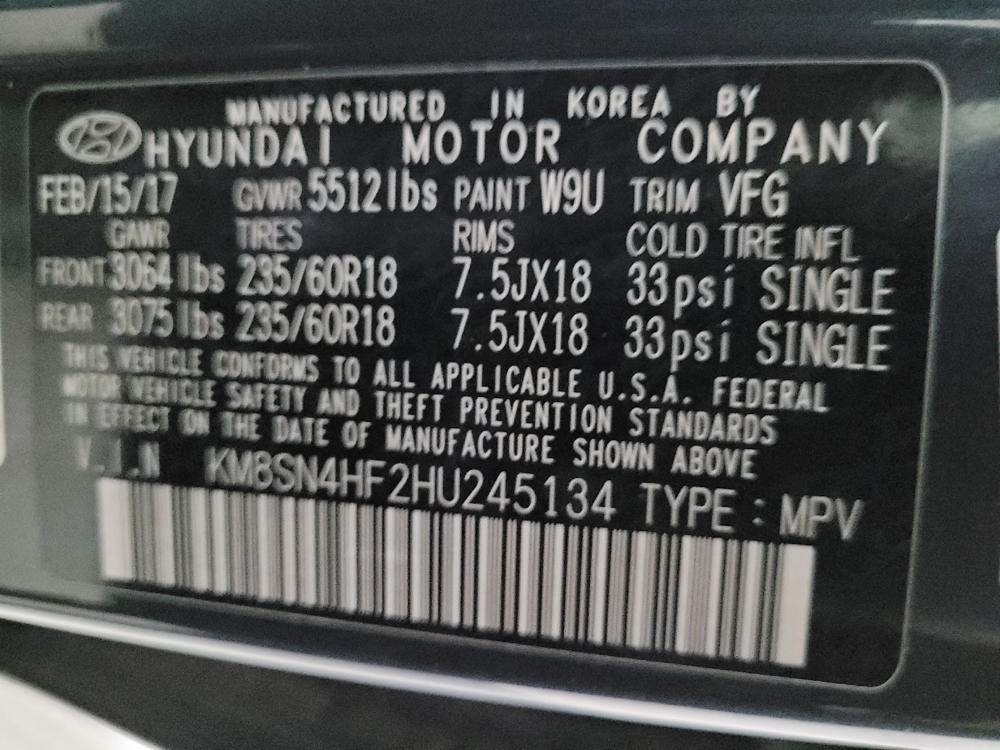 MANUFACTURED IN KOREA BY
HYUNDAI MOTOR COMPANY
FEB/15/17 GVWR 5512lbs PAINT W9U TRIM VFG
GAWR TIRES RIMS COLD TIRE INFL
FRONT 3064lbs 235/60R18 7.5JX18 33psi SINGLE
REAR 3075lbs 235/60R18 7.5JX18 33psi SINGLE
THIS VEHICLE CONFORMS TO ALL APPLICABLE U.S.A. FEDERAL
MOTOR VEHICLE SAFETY AND THEFT PREVENTION STANDARDS
IN EFFECT ON THE DATE OF MANUFACTURE SHOWN ABOVE
V.I.N KM8SN4HF2HU245134 TYPE : MPV